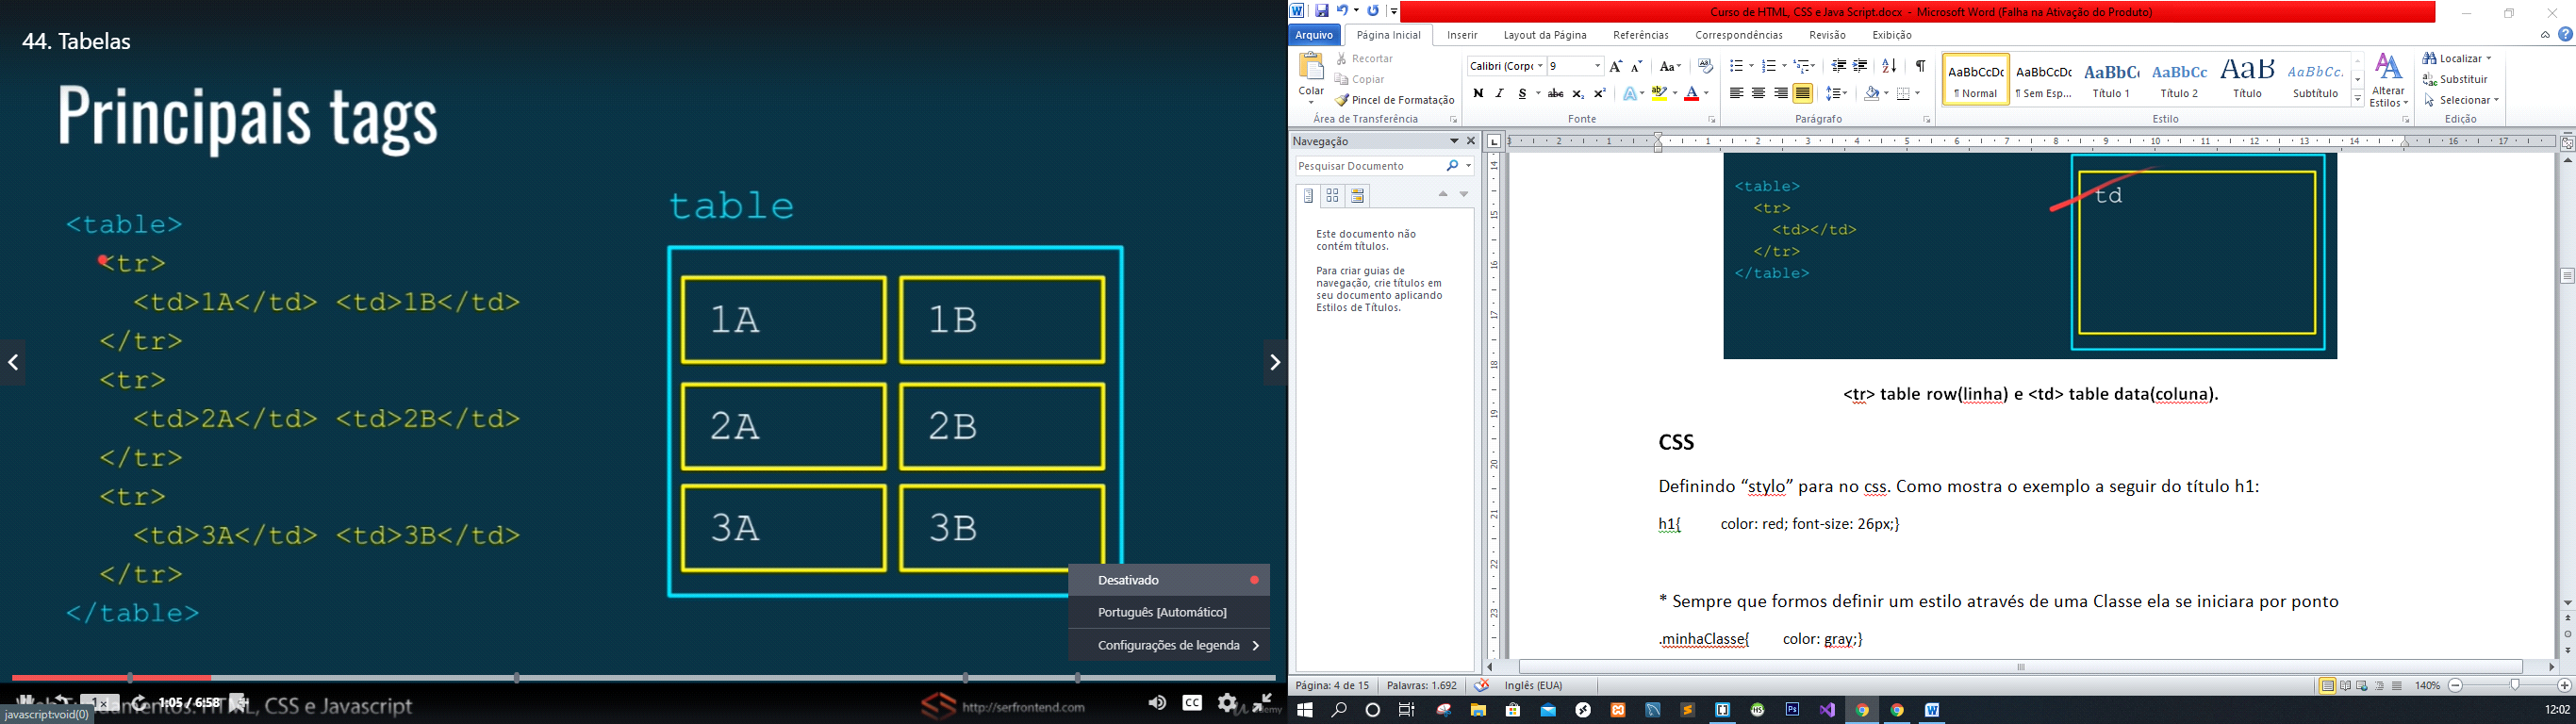 44. Tabelas
Principais tags
<table>
<tr>
<td>1A</td> <td>1B</td>
</tr>
<tr>
<td>2A</td> <td>2B</td>
</tr>
<tr>
<td>3A</td> <td>3B</td>
</tr>
</table>
table
1A 1B
2A 2B
3A 3B
Desativado
Português [Automático]
Configurações de legenda
1:05 / 6:58
CSS e Javascript
http://serfrontend.com
javascript:void(0)
Curso de HTML, CSS e Java Script.docx - Microsoft Word (Falha na Ativação do Produto)
Arquivo Página Inicial Inserir Layout da Página Referências Correspondências Revisão Exibição
Colar
Recortar
Copiar
Pincel de Formatação
Área de Transferência
Calibri (Corpo 9
N I S abc x₂ x²
Fonte
Parágrafo
AaBbCcDc AaBbCcDc AaBbC AaBbCc AaB AaBbCc.
¶ Normal ¶ Sem Esp... Título 1 Título 2 Título Subtítulo
Alterar
Estilos
Estilo
Localizar
Substituir
Selecionar
Edição
Navegação
Pesquisar Documento
Este documento não
contém títulos.
Para criar guias de
navegação, crie títulos em
seu documento aplicando
Estilos de Títulos.
<table>
<tr>
<td></td>
</tr>
</table>
td
<tr> table row(linha) e <td> table data(coluna).
CSS
Definindo “stylo” para no css. Como mostra o exemplo a seguir do título h1:
h1{ color: red; font-size: 26px;}
* Sempre que formos definir um estilo através de uma Classe ela se iniciara por ponto
.minhaClasse{ color: gray;}
Página: 4 de 15 Palavras: 1.692 Inglês (EUA) 140%
12:02